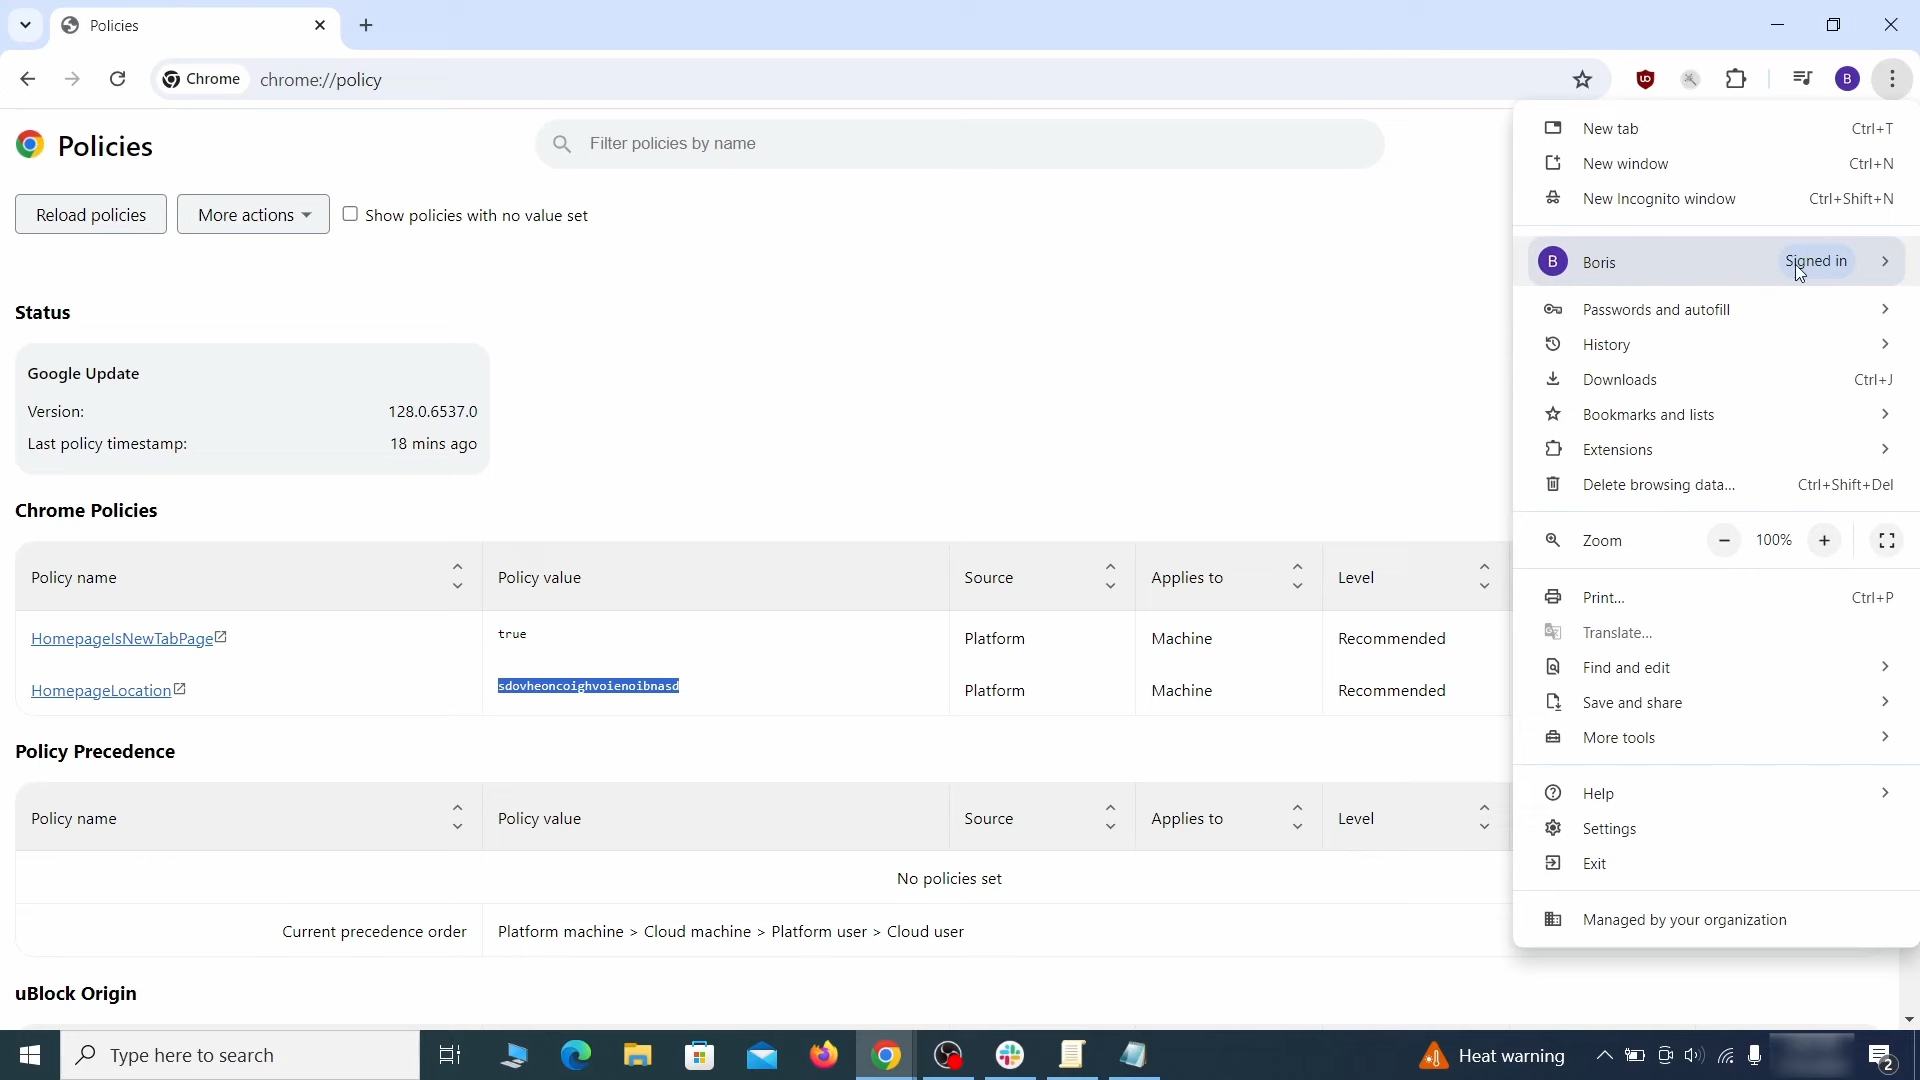 Policies
Chrome chrome://policy
B
Policies
Filter policies by name
Reload policies
More actions
Show policies with no value set
Status
Google Update
Version: 128.0.6537.0
Last policy timestamp: 18 mins ago
Chrome Policies
Policy name Policy value Source Applies to Level
HomepageIsNewTabPage true Platform Machine Recommended
HomepageLocation sdovheoncoighvoienoibnasd Platform Machine Recommended
Policy Precedence
Policy name Policy value Source Applies to Level
No policies set
Current precedence order Platform machine > Cloud machine > Platform user > Cloud user
uBlock Origin
New tab Ctrl+T
New window Ctrl+N
New Incognito window Ctrl+Shift+N
B Boris Signed in
Passwords and autofill
History
Downloads Ctrl+J
Bookmarks and lists
Extensions
Delete browsing data... Ctrl+Shift+Del
Zoom − 100% +
Print... Ctrl+P
Translate...
Find and edit
Save and share
More tools
Help
Settings
Exit
Managed by your organization
Type here to search
Heat warning
2